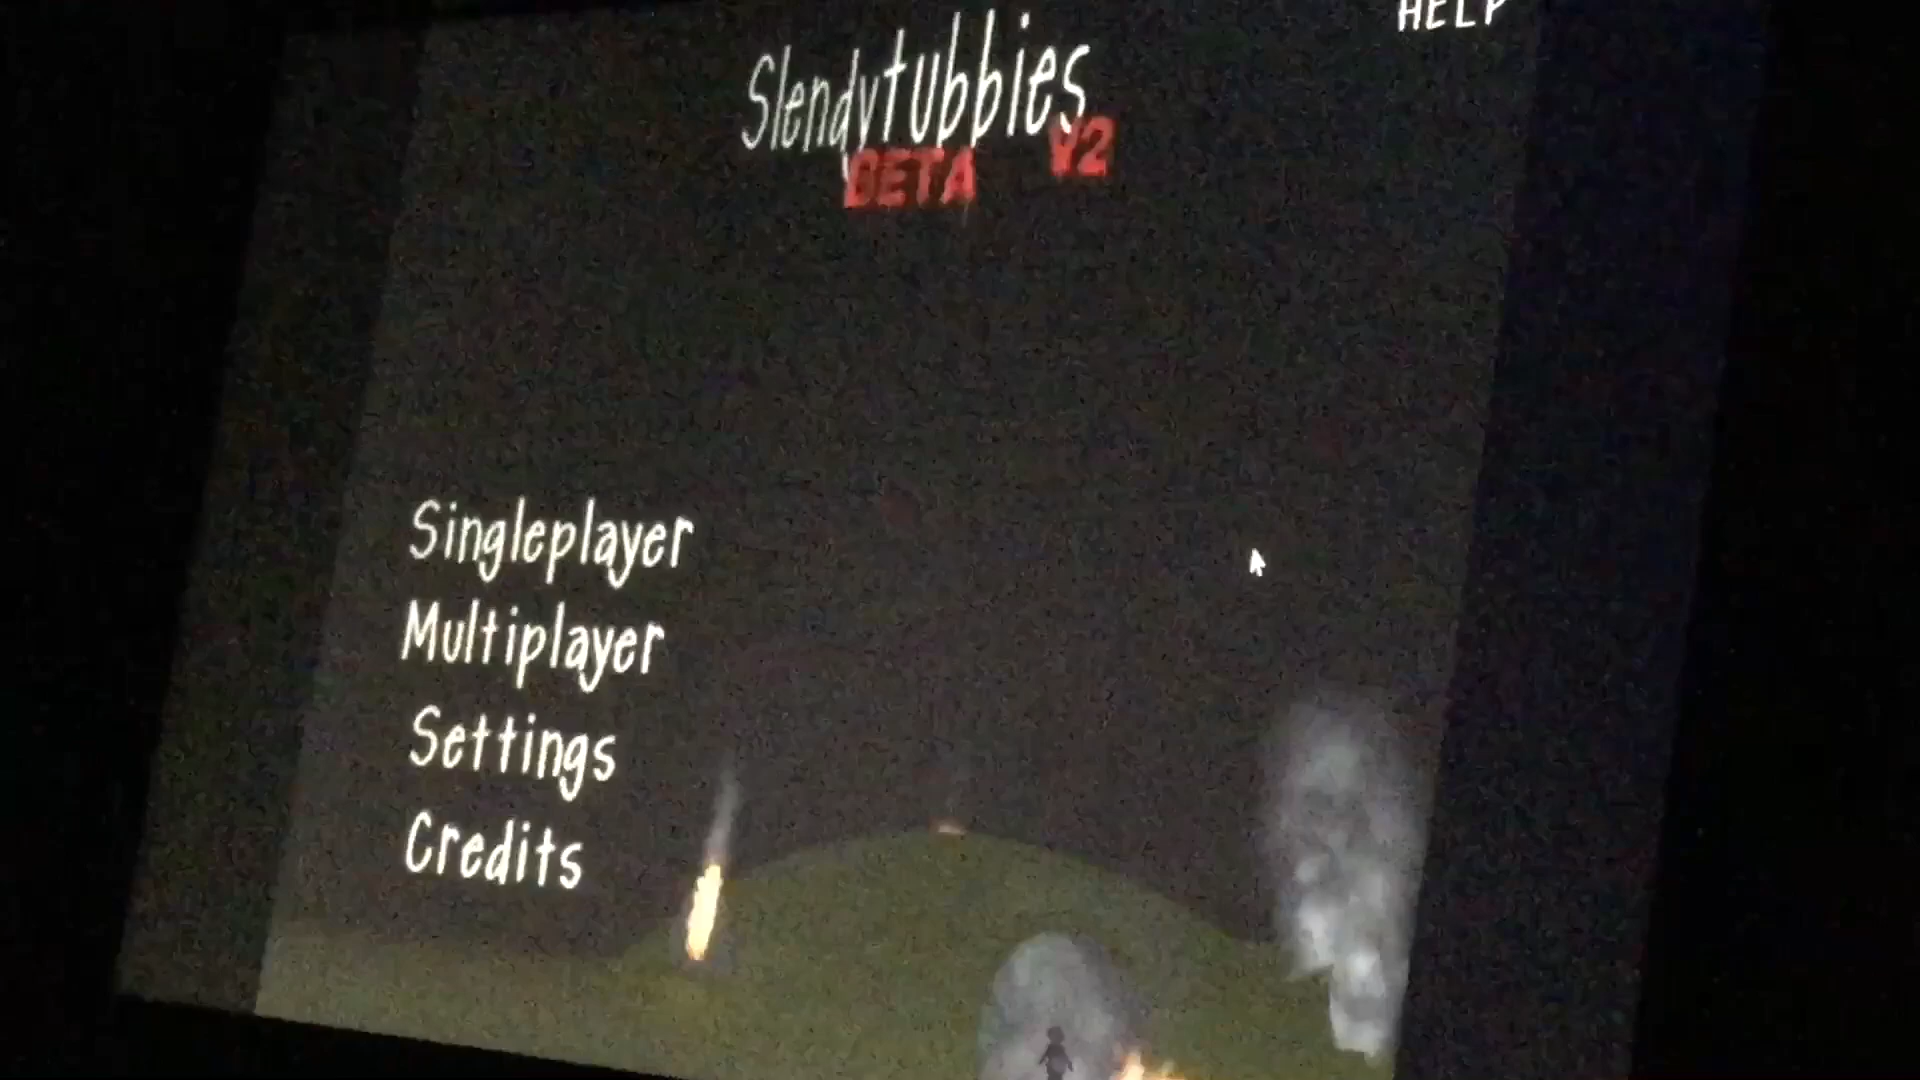 HELP
Slendytubbies
BETA V2
Singleplayer
Multiplayer
Settings
Credits